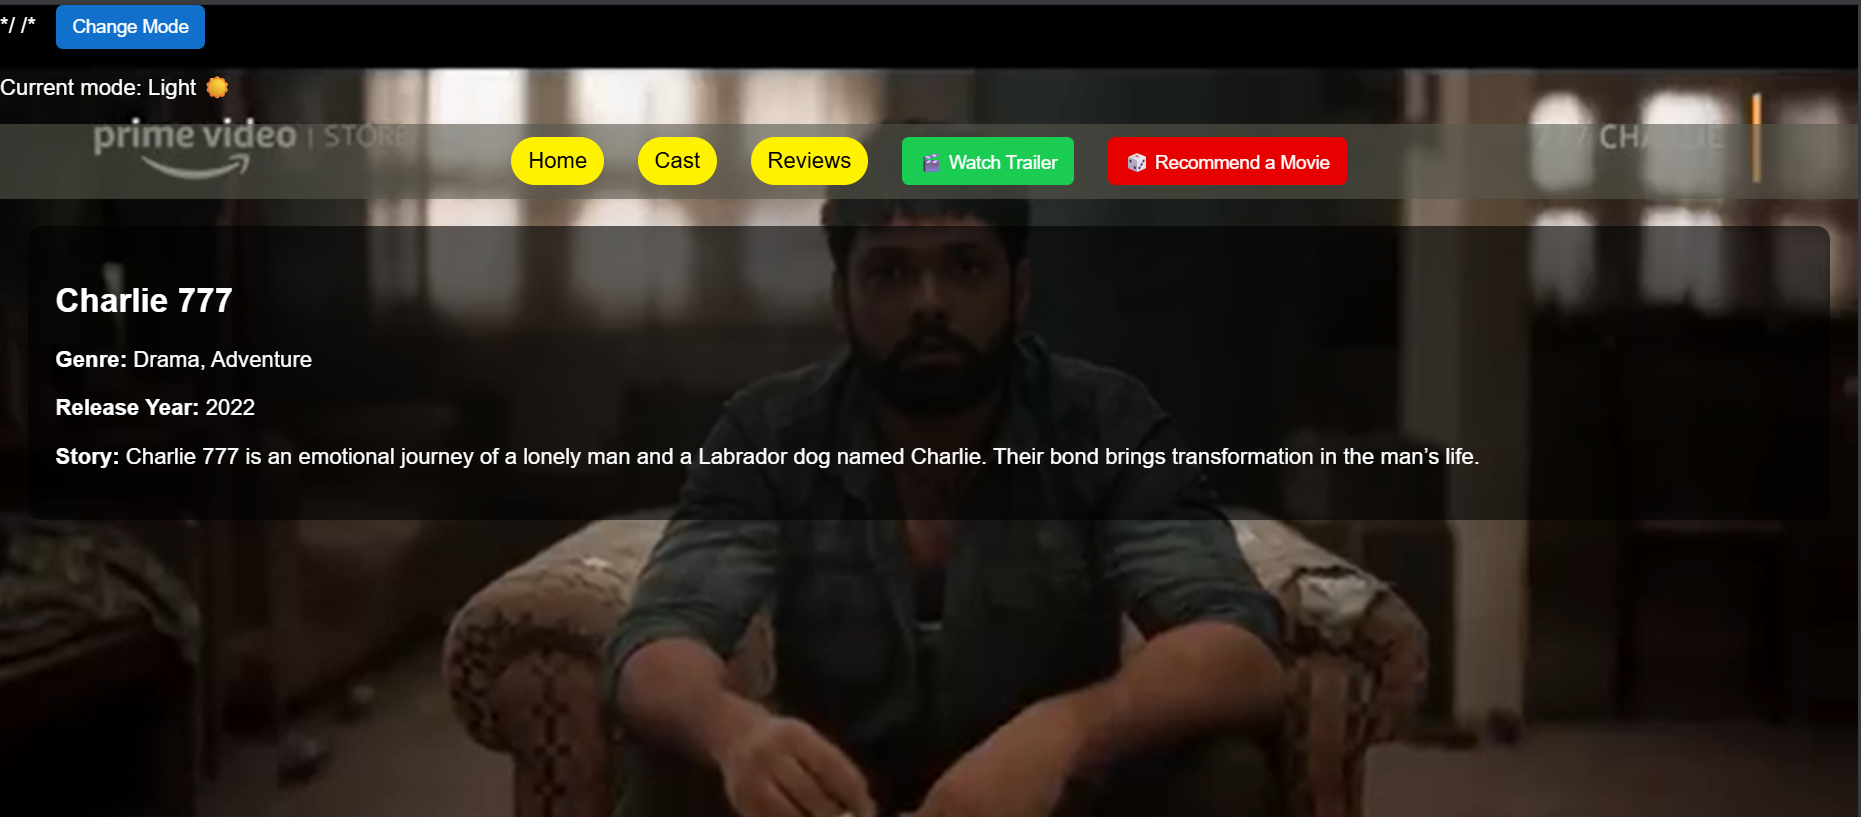 */ /* Change Mode
Current mode: Light
prime video | STORE
Home Cast Reviews Watch Trailer Recommend a Movie
777 CHARLIE
Charlie 777
Genre: Drama, Adventure
Release Year: 2022
Story: Charlie 777 is an emotional journey of a lonely man and a Labrador dog named Charlie. Their bond brings transformation in the man’s life.